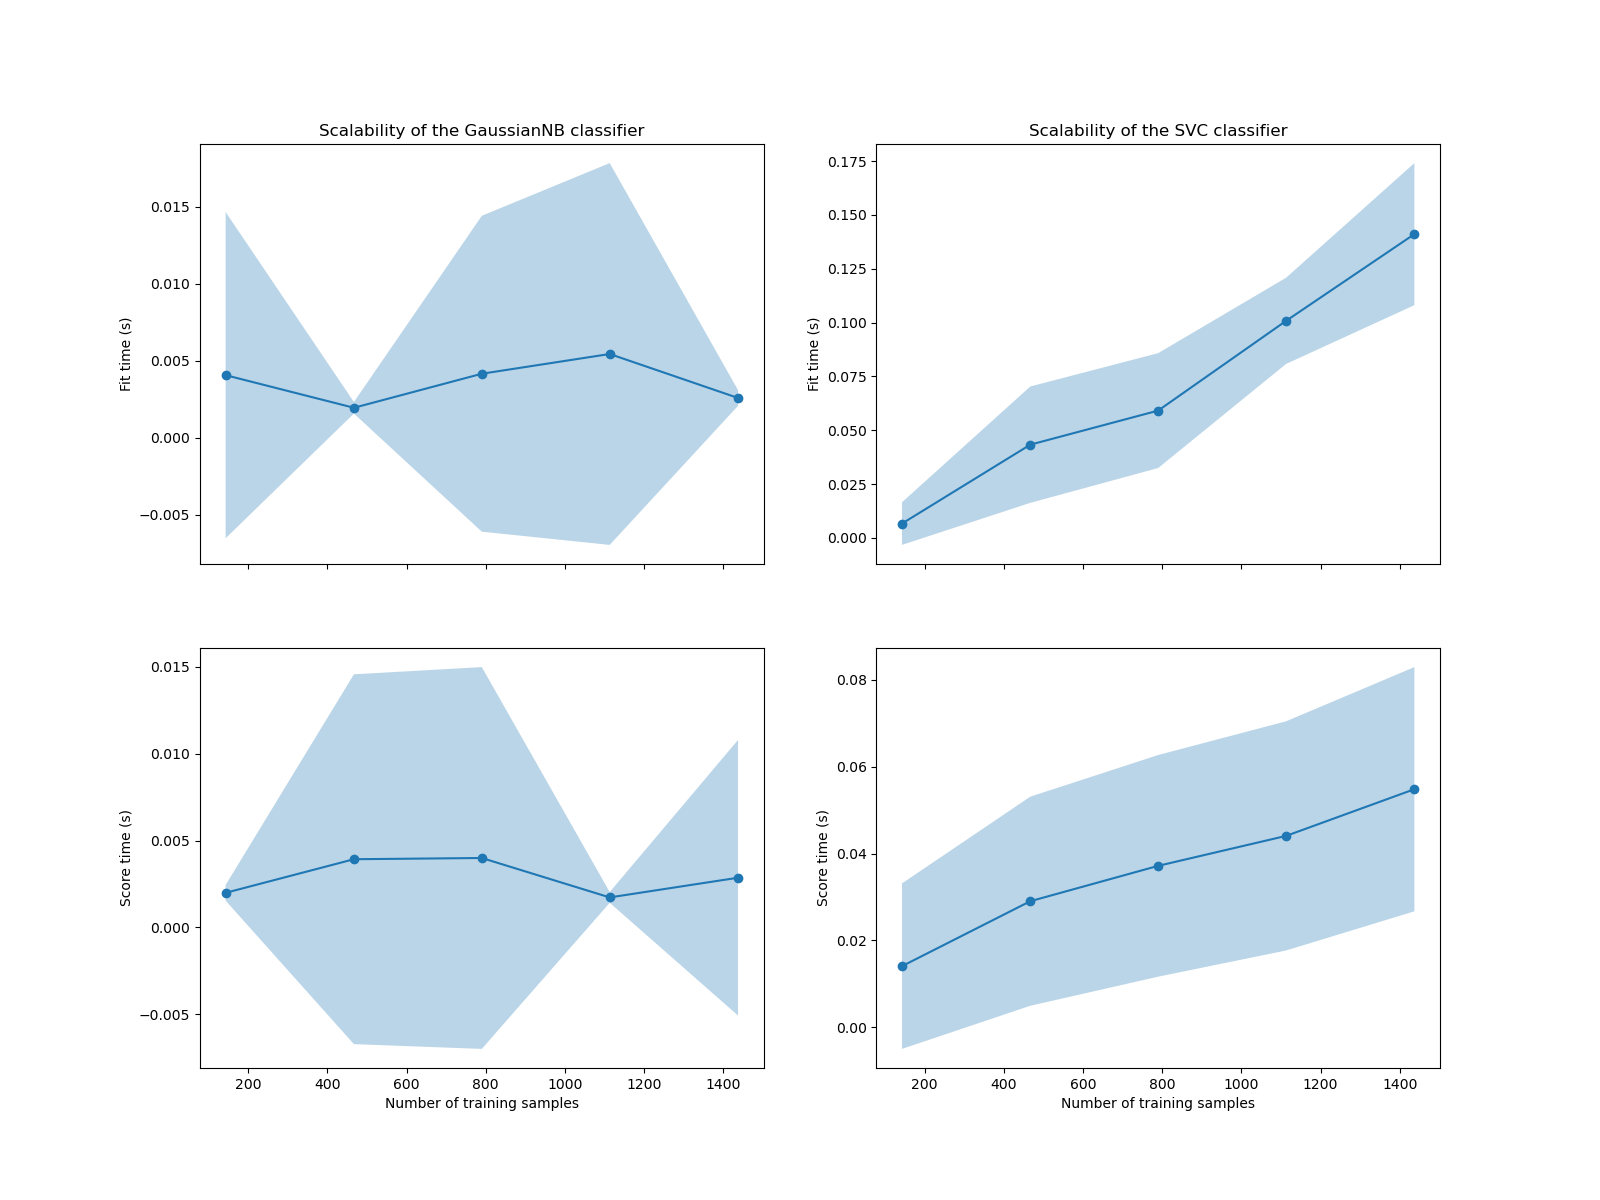 Scalability of the GaussianNB classifier
0.015
0.010
0.005
0.000
−0.005
Fit time (s)
Scalability of the SVC classifier
0.175
0.150
0.125
0.100
0.075
0.050
0.025
0.000
Fit time (s)
0.015
0.010
0.005
0.000
−0.005
Score time (s)
200 400 600 800 1000 1200 1400
Number of training samples
0.08
0.06
0.04
0.02
0.00
Score time (s)
200 400 600 800 1000 1200 1400
Number of training samples